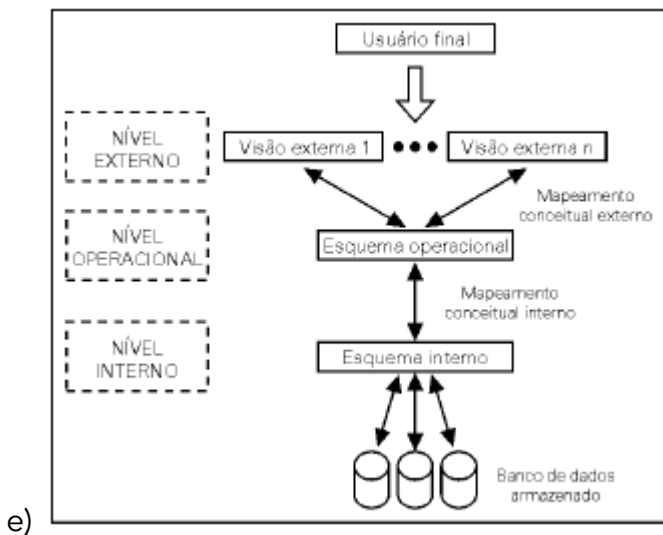 Usuário final
NÍVEL
EXTERNO
Visão externa 1
Visão externa n
Mapeamento
conceitual externo
NÍVEL
OPERACIONAL
Esquema operacional
Mapeamento
conceitual interno
NÍVEL
INTERNO
Esquema interno
Banco de dados
armazenado
e)